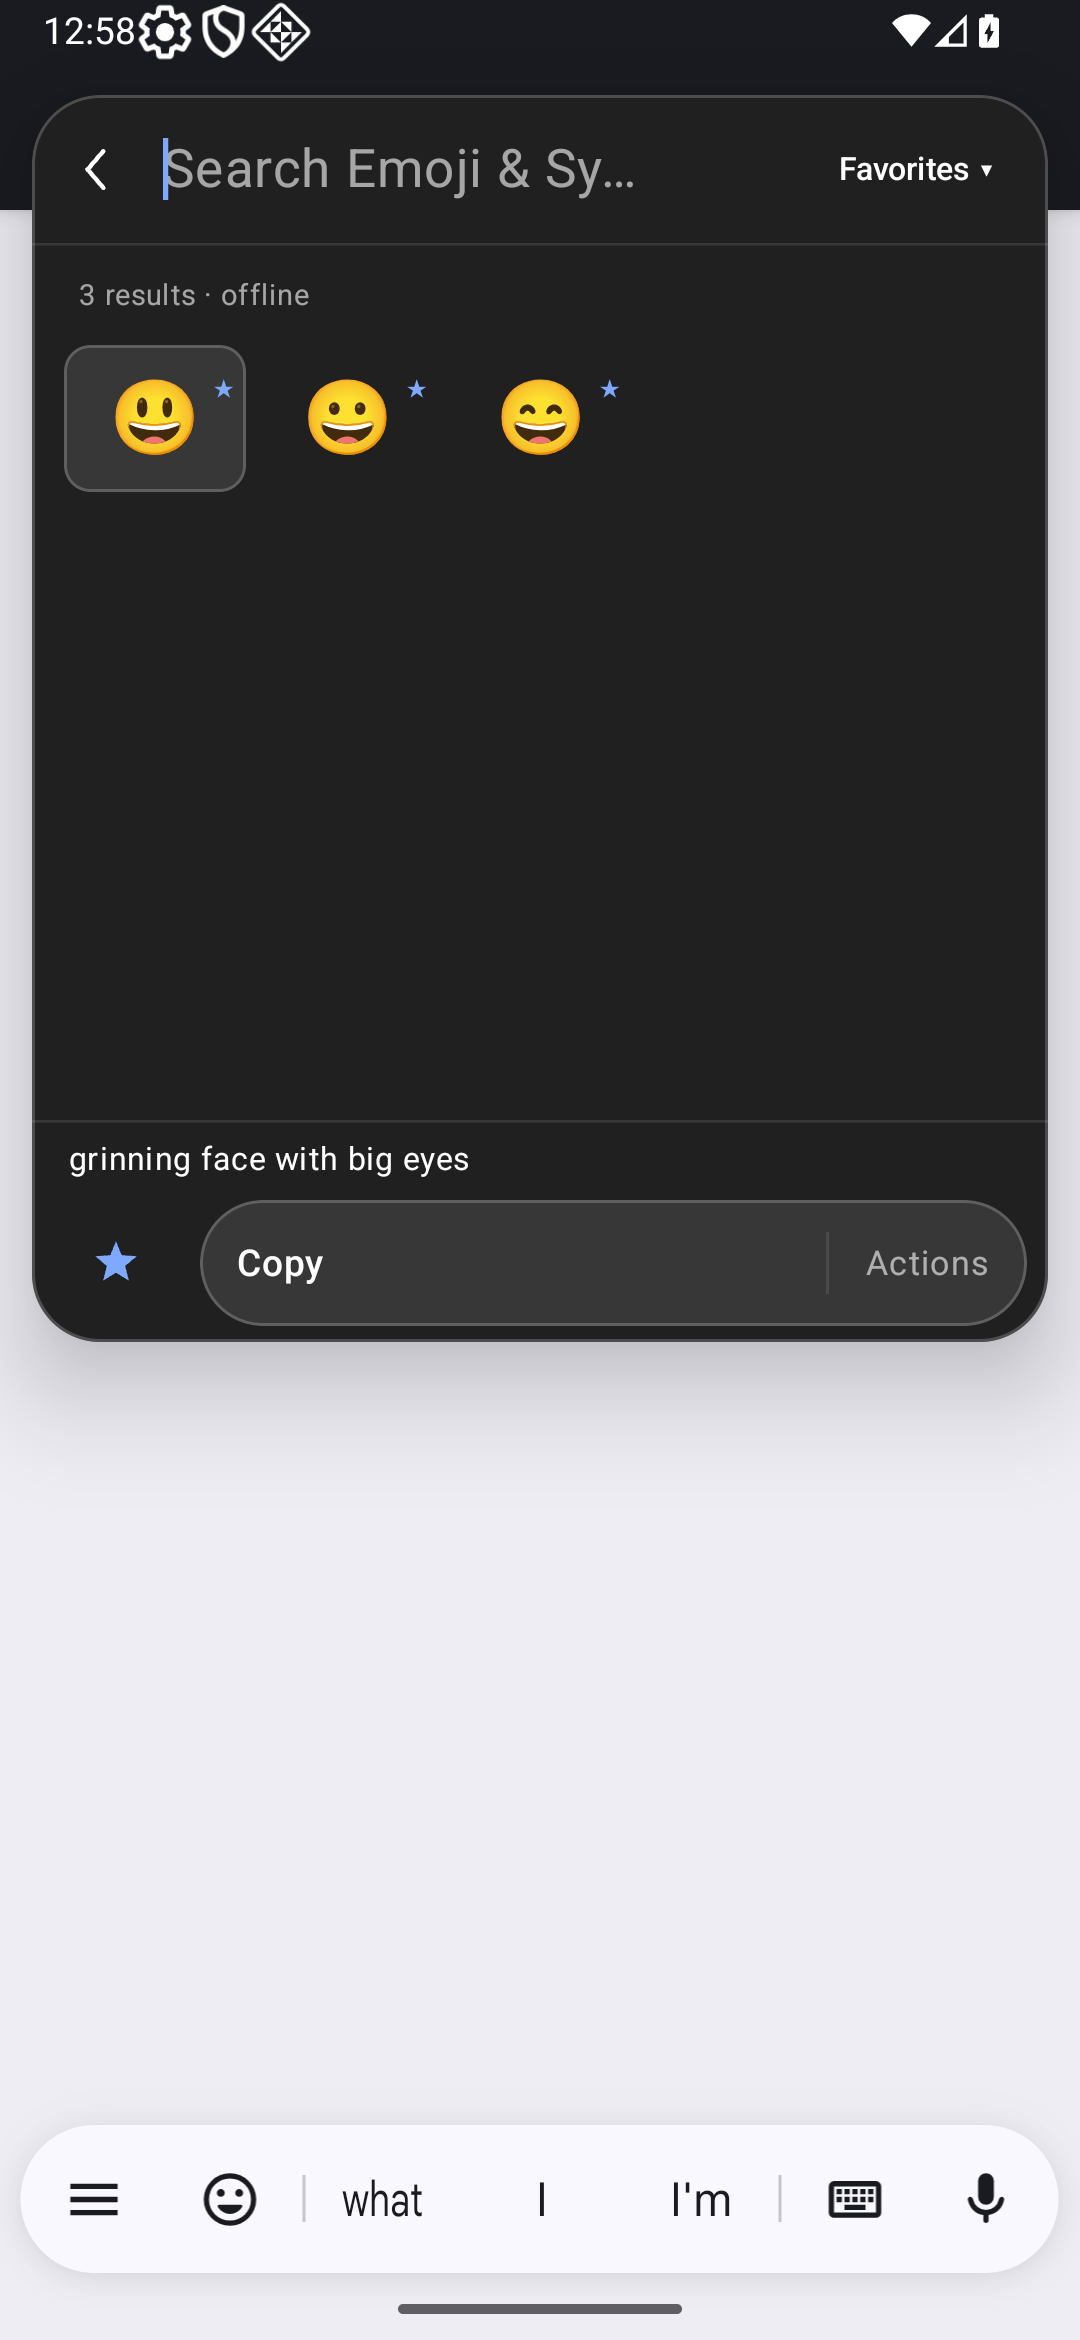 12:58
Search Emoji & Sy...
Favorites ▾
3 results · offline
grinning face with big eyes
Copy
Actions
what
I
I'm